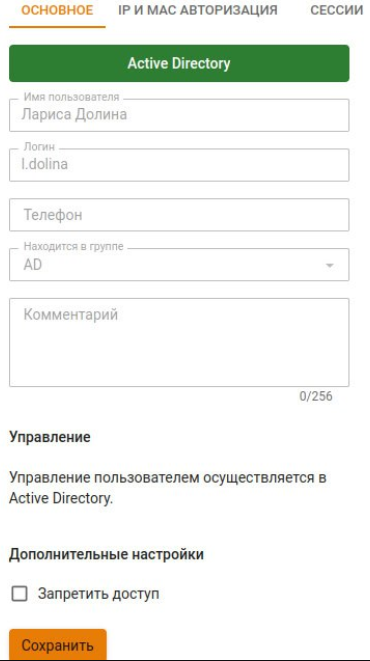 ОСНОВНОЕ IP И MAC АВТОРИЗАЦИЯ СЕССИИ
Active Directory
Имя пользователя
Лариса Долина
Логин
l.dolina
Телефон
Находится в группе
AD
Комментарий
0/256
Управление
Управление пользователем осуществляется в
Active Directory.
Дополнительные настройки
Запретить доступ
Сохранить